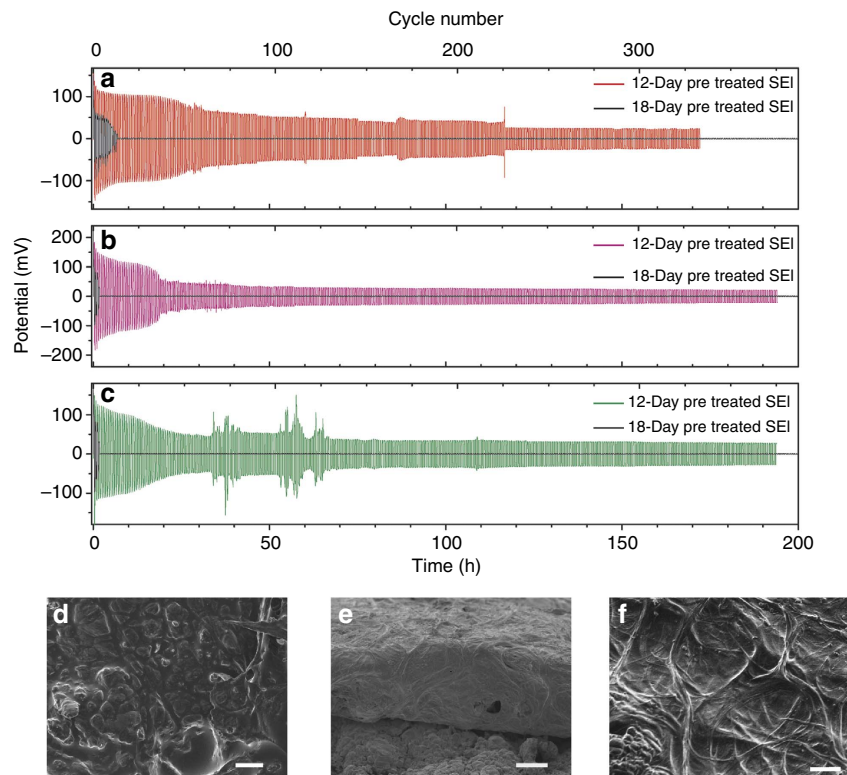 Cycle number
0 100 200 300
a
12-Day pre treated SEI
18-Day pre treated SEI
100
0
−100
b
12-Day pre treated SEI
18-Day pre treated SEI
200
100
0
−100
−200
Potential (mV)
c
12-Day pre treated SEI
18-Day pre treated SEI
100
0
−100
0 50 100 150 200
Time (h)
d e f